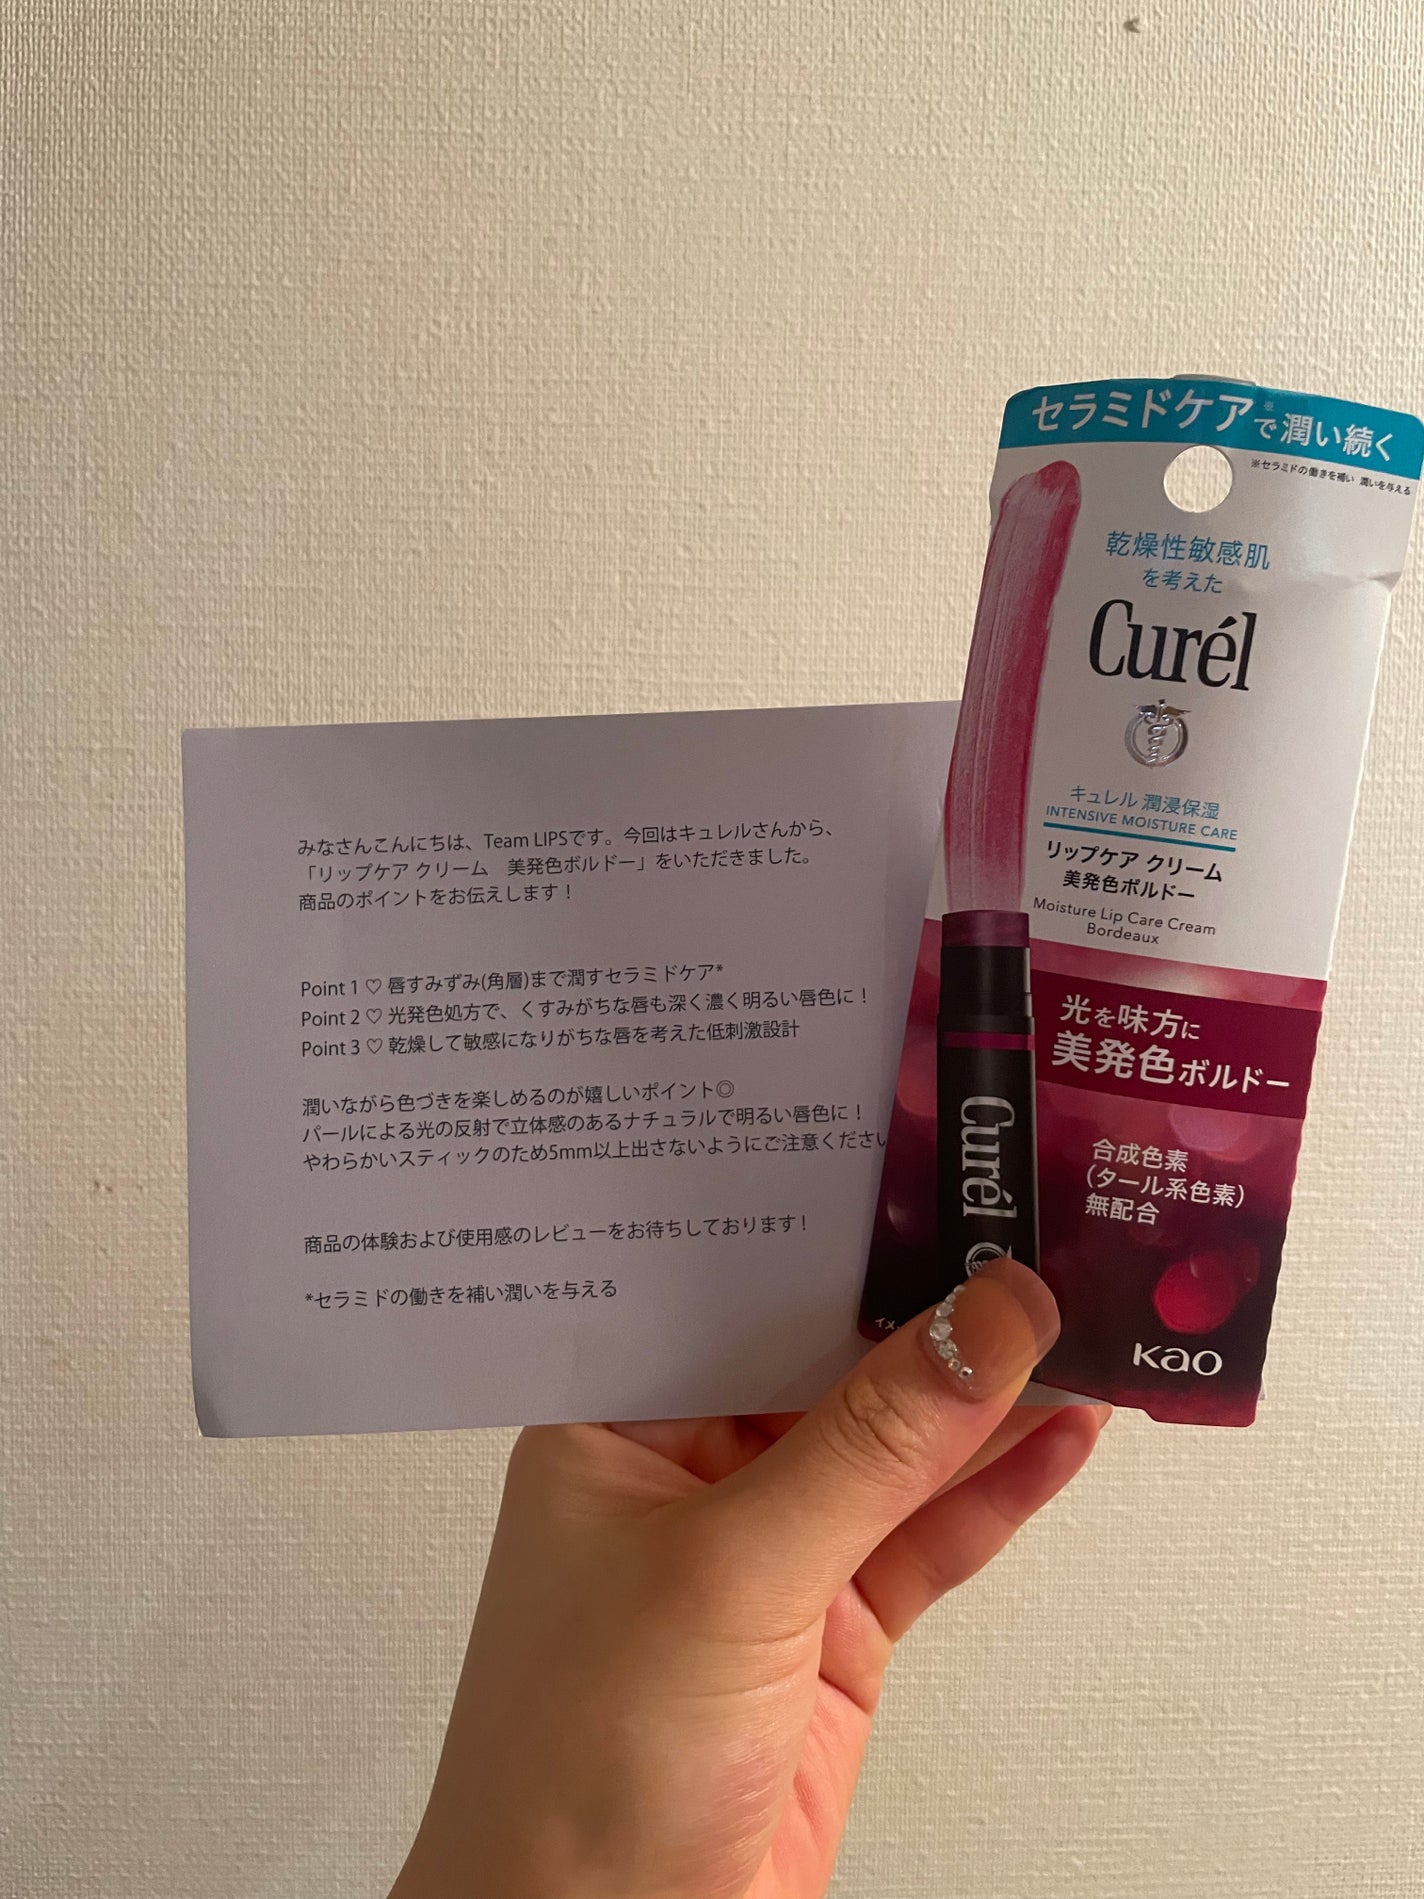 みなさんこんにちは、Team LIPSです。今回はキュレルさんから、
「リップケア クリーム　美発色ボルドー」をいただきました。
商品のポイントをお伝えします！
Point 1 ♡ 唇すみずみ(角層)まで潤すセラミドケア*
Point 2 ♡ 光発色処方で、くすみがちな唇も深く濃く明るい唇色に！
Point 3 ♡ 乾燥して敏感になりがちな唇を考えた低刺激設計
潤いながら色づきを楽しめるのが嬉しいポイント◎
パールによる光の反射で立体感のあるナチュラルで明るい唇色に！
やわらかいスティックのため5mm以上出さないようにご注意ください
商品の体験および使用感のレビューをお待ちしております！
*セラミドの働きを補い潤いを与える
セラミドケア※で潤い続く
※セラミドの働きを補い 潤いを与える
乾燥性敏感肌
を考えた
Curél
キュレル 潤浸保湿
INTENSIVE MOISTURE CARE
リップケア クリーム
美発色ボルドー
Moisture Lip Care Cream
Bordeaux
光を味方に
美発色ボルドー
Curél
合成色素
（タール系色素）
無配合
イメ
Kao